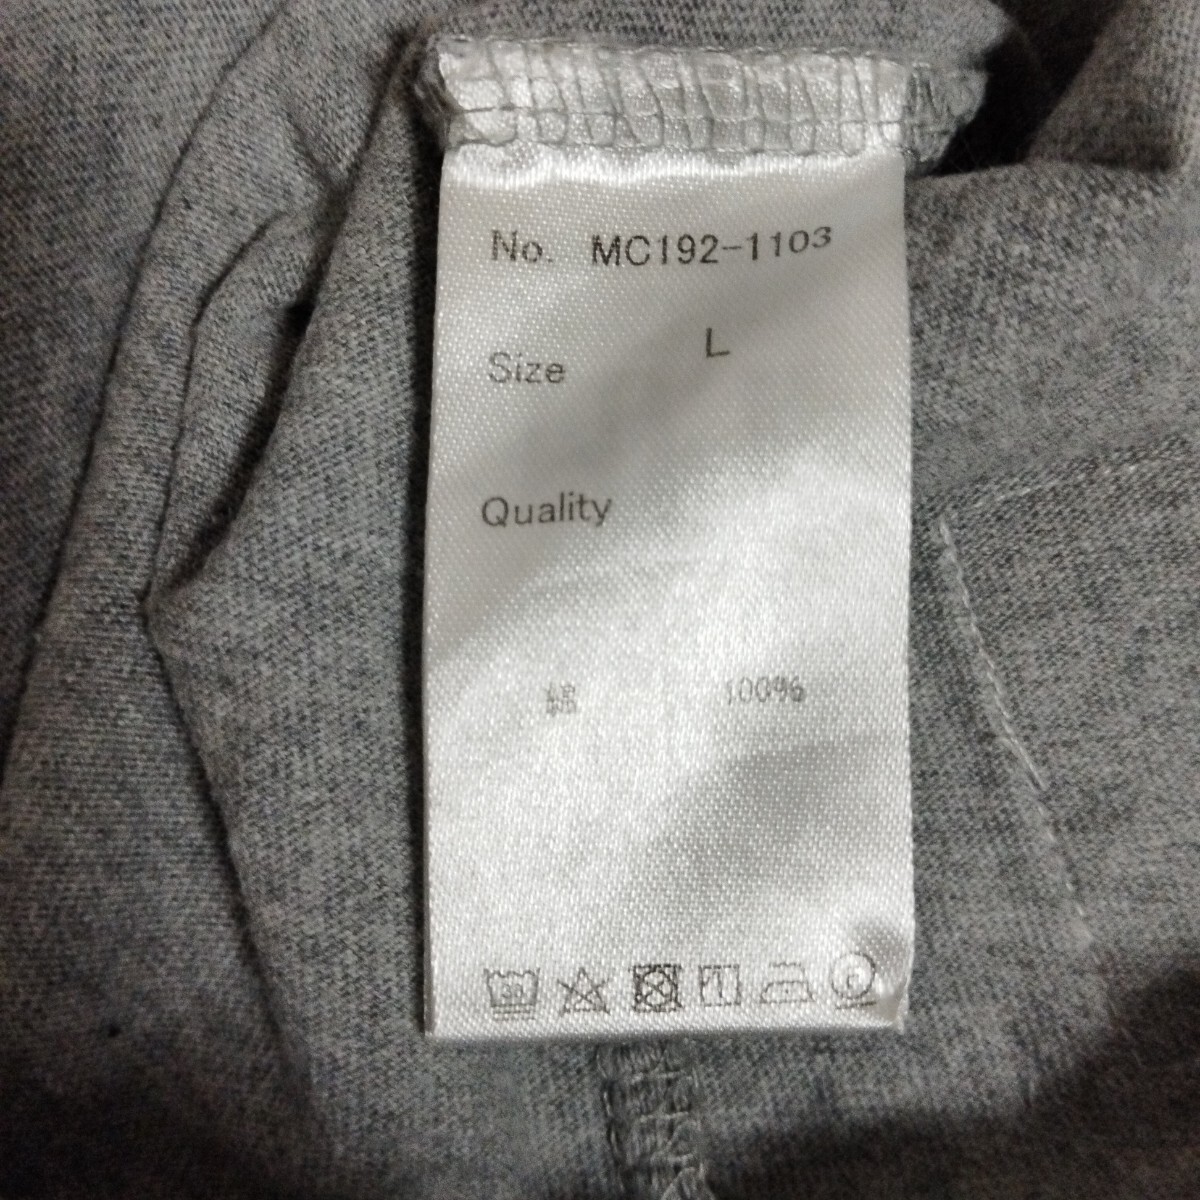 No. MC192-1103
Size L
Quality
綿 100%